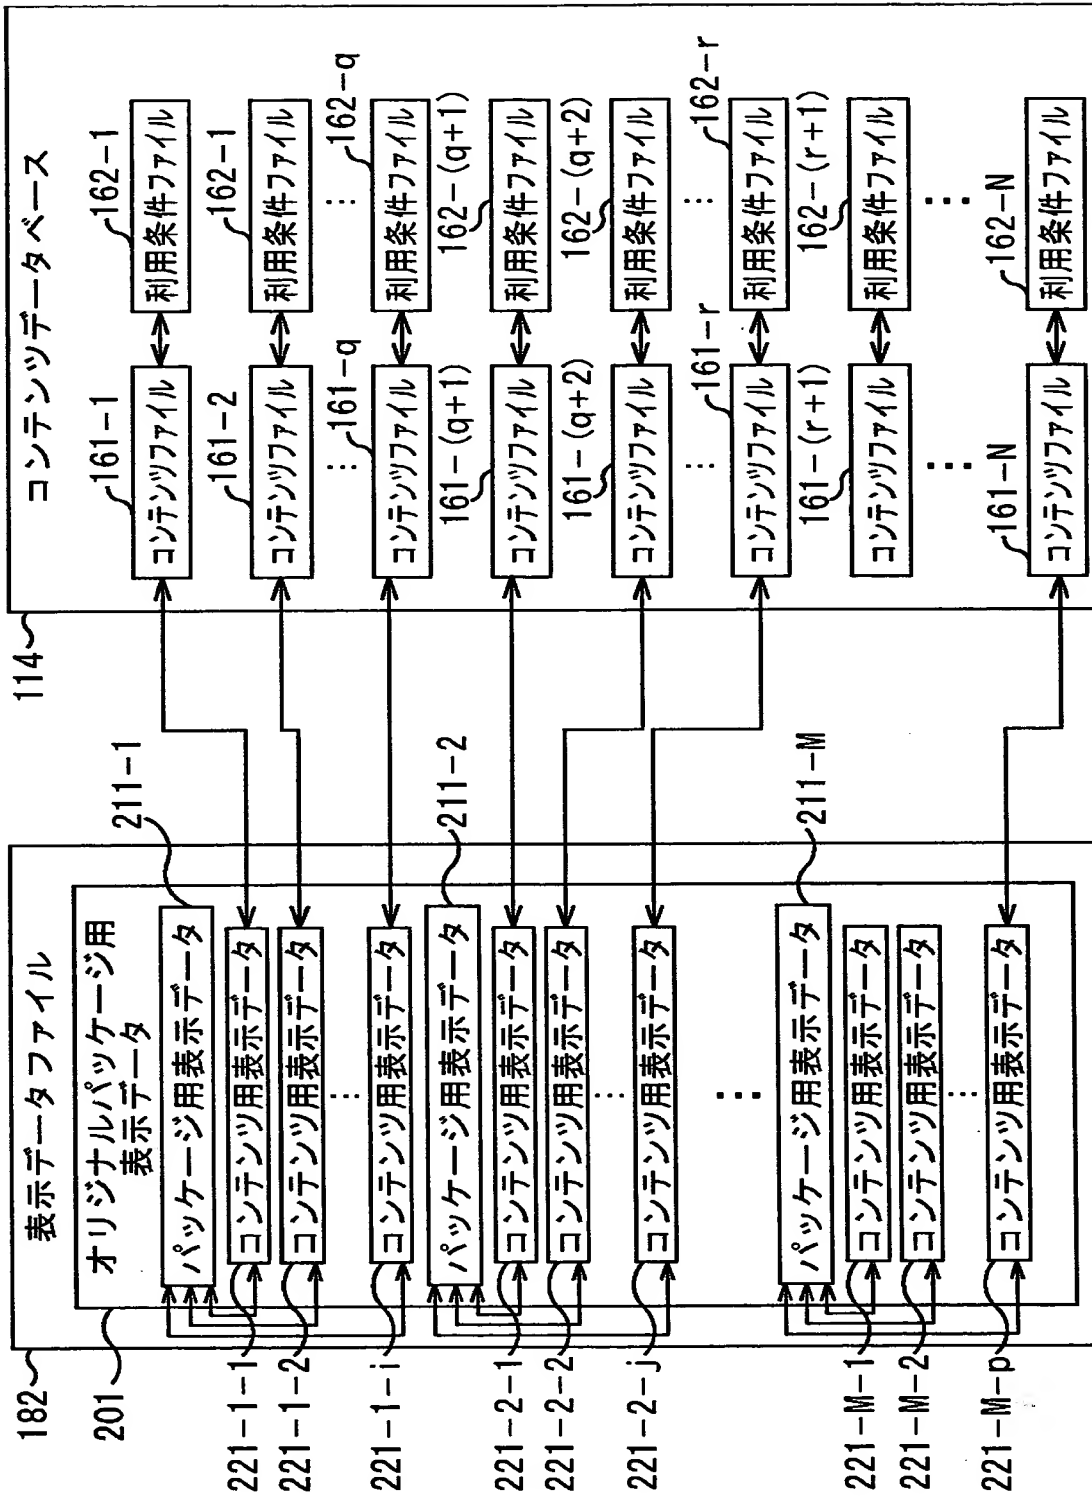 コンテンツデータベース
114
161-1
162-1
コンテンツファイル
利用条件ファイル
161-2
162-1
コンテンツファイル
利用条件ファイル
⋮
⋮
161-q
162-q
コンテンツファイル
利用条件ファイル
161-(q+1)
162-(q+1)
コンテンツファイル
利用条件ファイル
161-(q+2)
162-(q+2)
コンテンツファイル
利用条件ファイル
⋮
⋮
161-r
162-r
コンテンツファイル
利用条件ファイル
161-(r+1)
162-(r+1)
コンテンツファイル
利用条件ファイル
⋮
⋮
161-N
162-N
コンテンツファイル
利用条件ファイル
182
表示データファイル
201
オリジナルパッケージ用
表示データ
211-1
パッケージ用表示データ
221-1-1
コンテンツ用表示データ
221-1-2
コンテンツ用表示データ
⋮
221-1-i
コンテンツ用表示データ
211-2
パッケージ用表示データ
221-2-1
コンテンツ用表示データ
221-2-2
コンテンツ用表示データ
⋮
221-2-j
コンテンツ用表示データ
⋮
211-M
パッケージ用表示データ
221-M-1
コンテンツ用表示データ
221-M-2
コンテンツ用表示データ
⋮
221-M-p
コンテンツ用表示データ